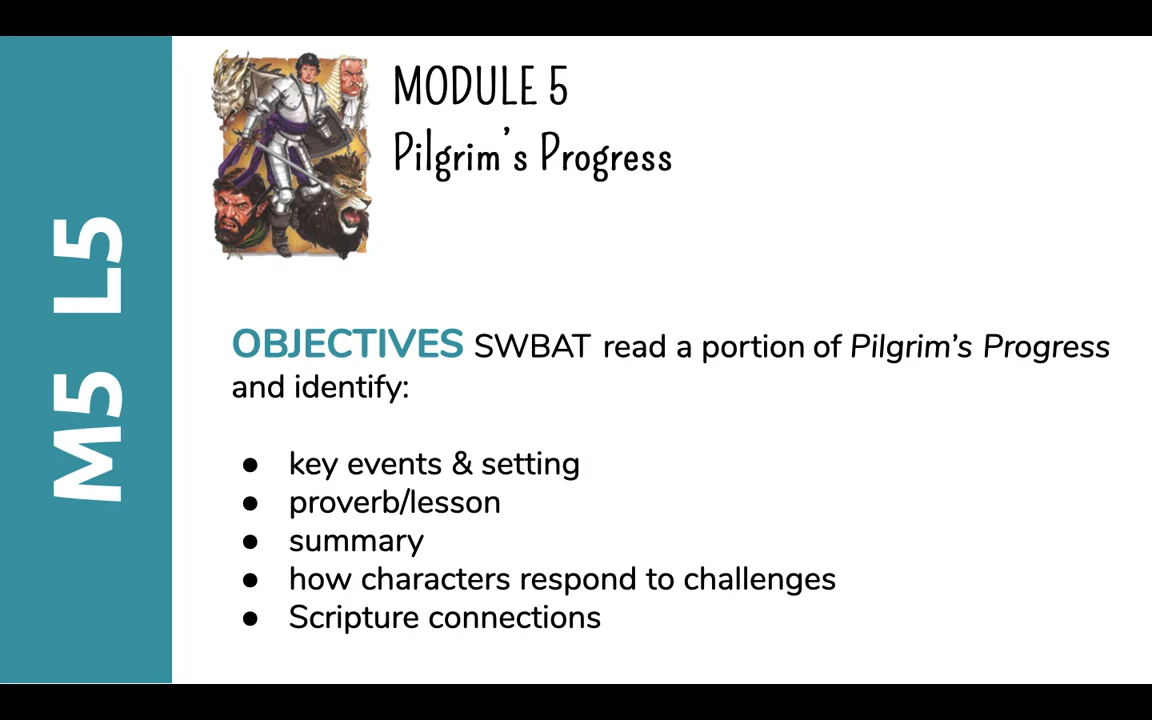 M5 L5
MODULE 5
Pilgrim's Progress
OBJECTIVES SWBAT read a portion of Pilgrim’s Progress
and identify:
● key events & setting
● proverb/lesson
● summary
● how characters respond to challenges
● Scripture connections